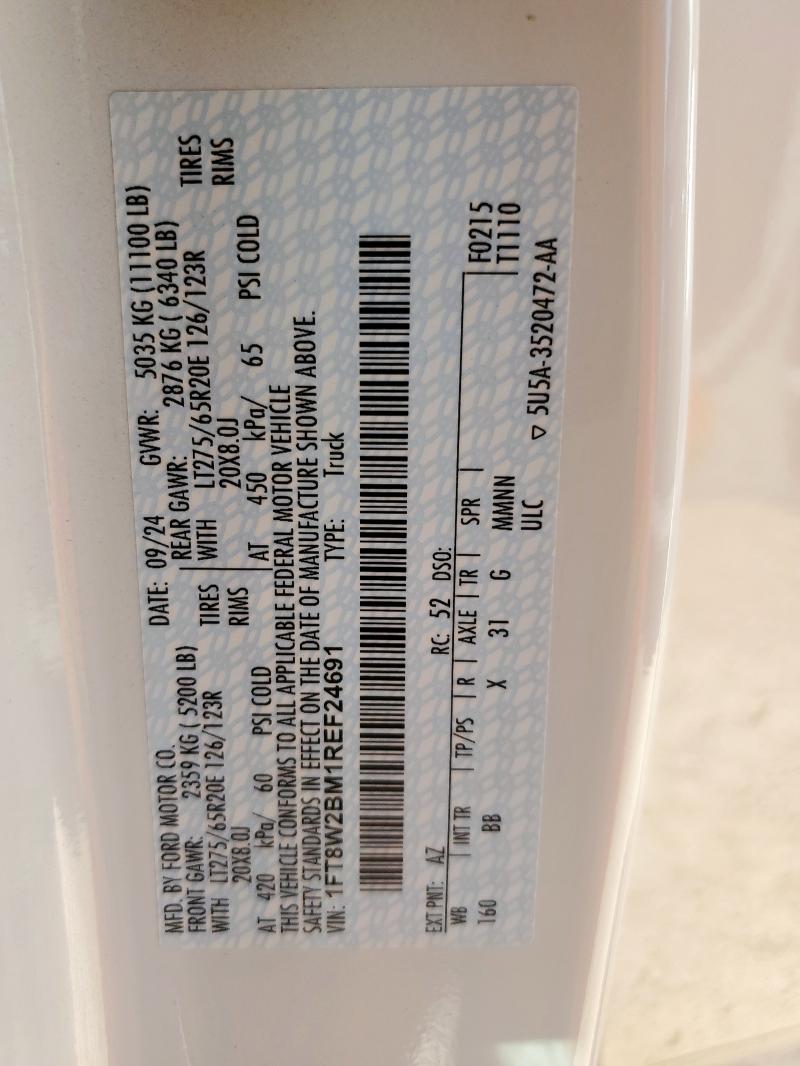 MFD. BY FORD MOTOR CO.
DATE: 09/24 GVWR: 5035 KG (11100 LB)
FRONT GAWR: 2359 KG ( 5200 LB) REAR GAWR: 2876 KG ( 6340 LB)
WITH LT275/65R20E 126/123R TIRES WITH LT275/65R20E 126/123R TIRES
20X8.0J RIMS 20X8.0J RIMS
AT 420 kPa/ 60 PSI COLD AT 450 kPa/ 65 PSI COLD
THIS VEHICLE CONFORMS TO ALL APPLICABLE FEDERAL MOTOR VEHICLE
SAFETY STANDARDS IN EFFECT ON THE DATE OF MANUFACTURE SHOWN ABOVE.
VIN: 1FT8W2BM1REF24691 TYPE: Truck
EXT PNT: AZ RC: 52 DSO:
WB INT TR TP/PS R AXLE TR SPR F0215
160 BB X 31 G MMNN T1110
ULC
▽ 5U5A-3520472-AA